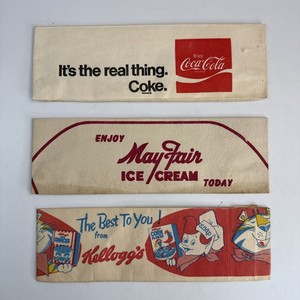 It's the real thing.
Coke.
Enjoy
Coca-Cola
ENJOY
May-Fair
ICE CREAM
TODAY
The Best To You!
from
Kellogg's
CORN